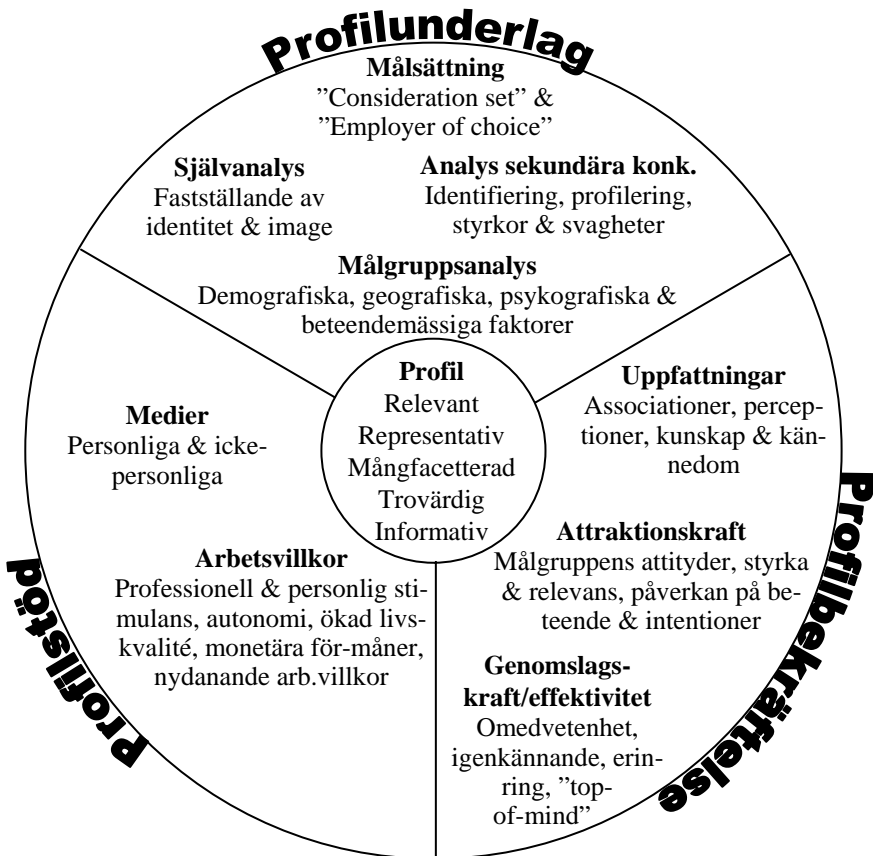 Profilunderlag
Målsättning
”Consideration set” &
”Employer of choice”
Självanalys
Fastställande av
identitet & image
Analys sekundära konk.
Identifiering, profilering,
styrkor & svagheter
Målgruppsanalys
Demografiska, geografiska, psykografiska &
beteendemässiga faktorer
Profil
Relevant
Representativ
Mångfacetterad
Trovärdig
Informativ
Medier
Personliga & icke-
personliga
Arbetsvillkor
Professionell & personlig sti-
mulans, autonomi, ökad livs-
kvalité, monetära för-måner,
nydanande arb.villkor
Profilstöd
Uppfattningar
Associationer, percep-
tioner, kunskap & kän-
nedom
Attraktionskraft
Målgruppens attityder, styrka
& relevans, påverkan på be-
teende & intentioner
Genomslags-
kraft/effektivitet
Omedvetenhet,
igenkännande, erin-
ring, ”top-
of-mind”
Profilbekräftelse